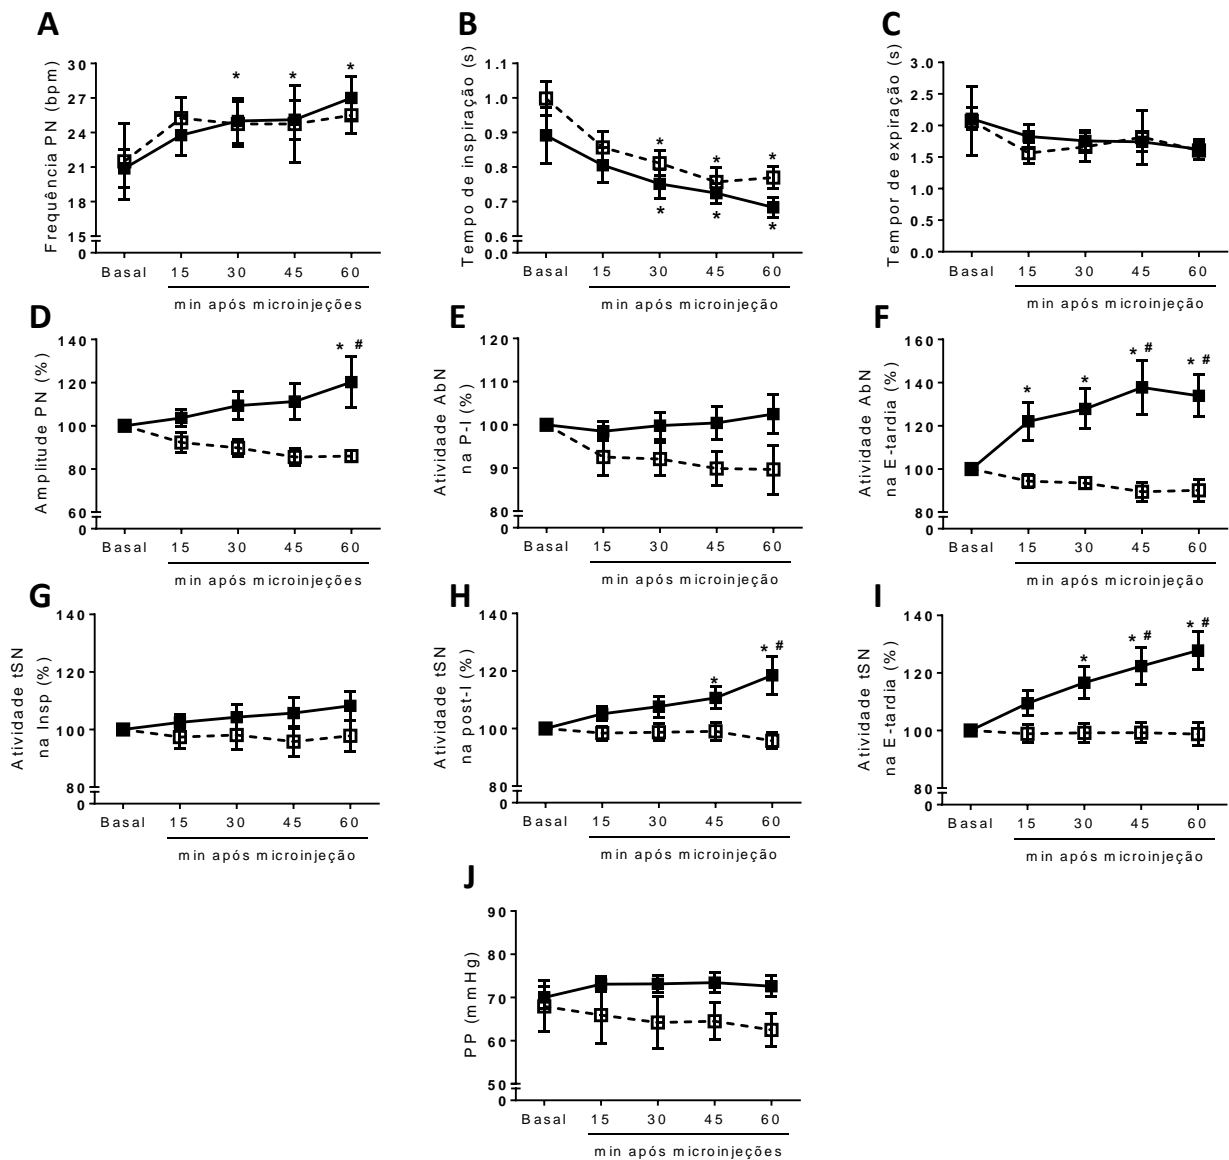 A
Frequência PN (bpm)
30
27
24
21
18
15
0
*
*
*
Basal
15
30
45
60
min após microinjeções
B
Tempo de inspiração (s)
1.1
1.0
0.9
0.8
0.7
0.6
0.0
*
*
*
*
*
*
Basal
15
30
45
60
min após microinjeção
C
Tempor de expiração (s)
3.0
2.5
2.0
1.5
1.0
0.5
0.0
Basal
15
30
45
60
min após microinjeção
D
Amplitude PN (%)
140
120
100
80
60
0
* #
Basal
15
30
45
60
min após microinjeções
E
Atividade AbN
na P-I (%)
120
110
100
90
80
0
Basal
15
30
45
60
min após microinjeção
F
Atividade AbN
na E-tardia (%)
160
140
120
100
80
0
*
*
* #
* #
Basal
15
30
45
60
min após microinjeção
G
Atividade tSN
na Insp (%)
140
120
100
80
0
Basal
15
30
45
60
min após microinjeção
H
Atividade tSN
na post-I (%)
140
120
100
80
0
*
* #
Basal
15
30
45
60
min após microinjeção
I
Atividade tSN
na E-tardia (%)
140
120
100
80
0
*
* #
* #
Basal
15
30
45
60
min após microinjeção
J
PP (mmHg)
90
80
70
60
50
0
Basal
15
30
45
60
min após microinjeções